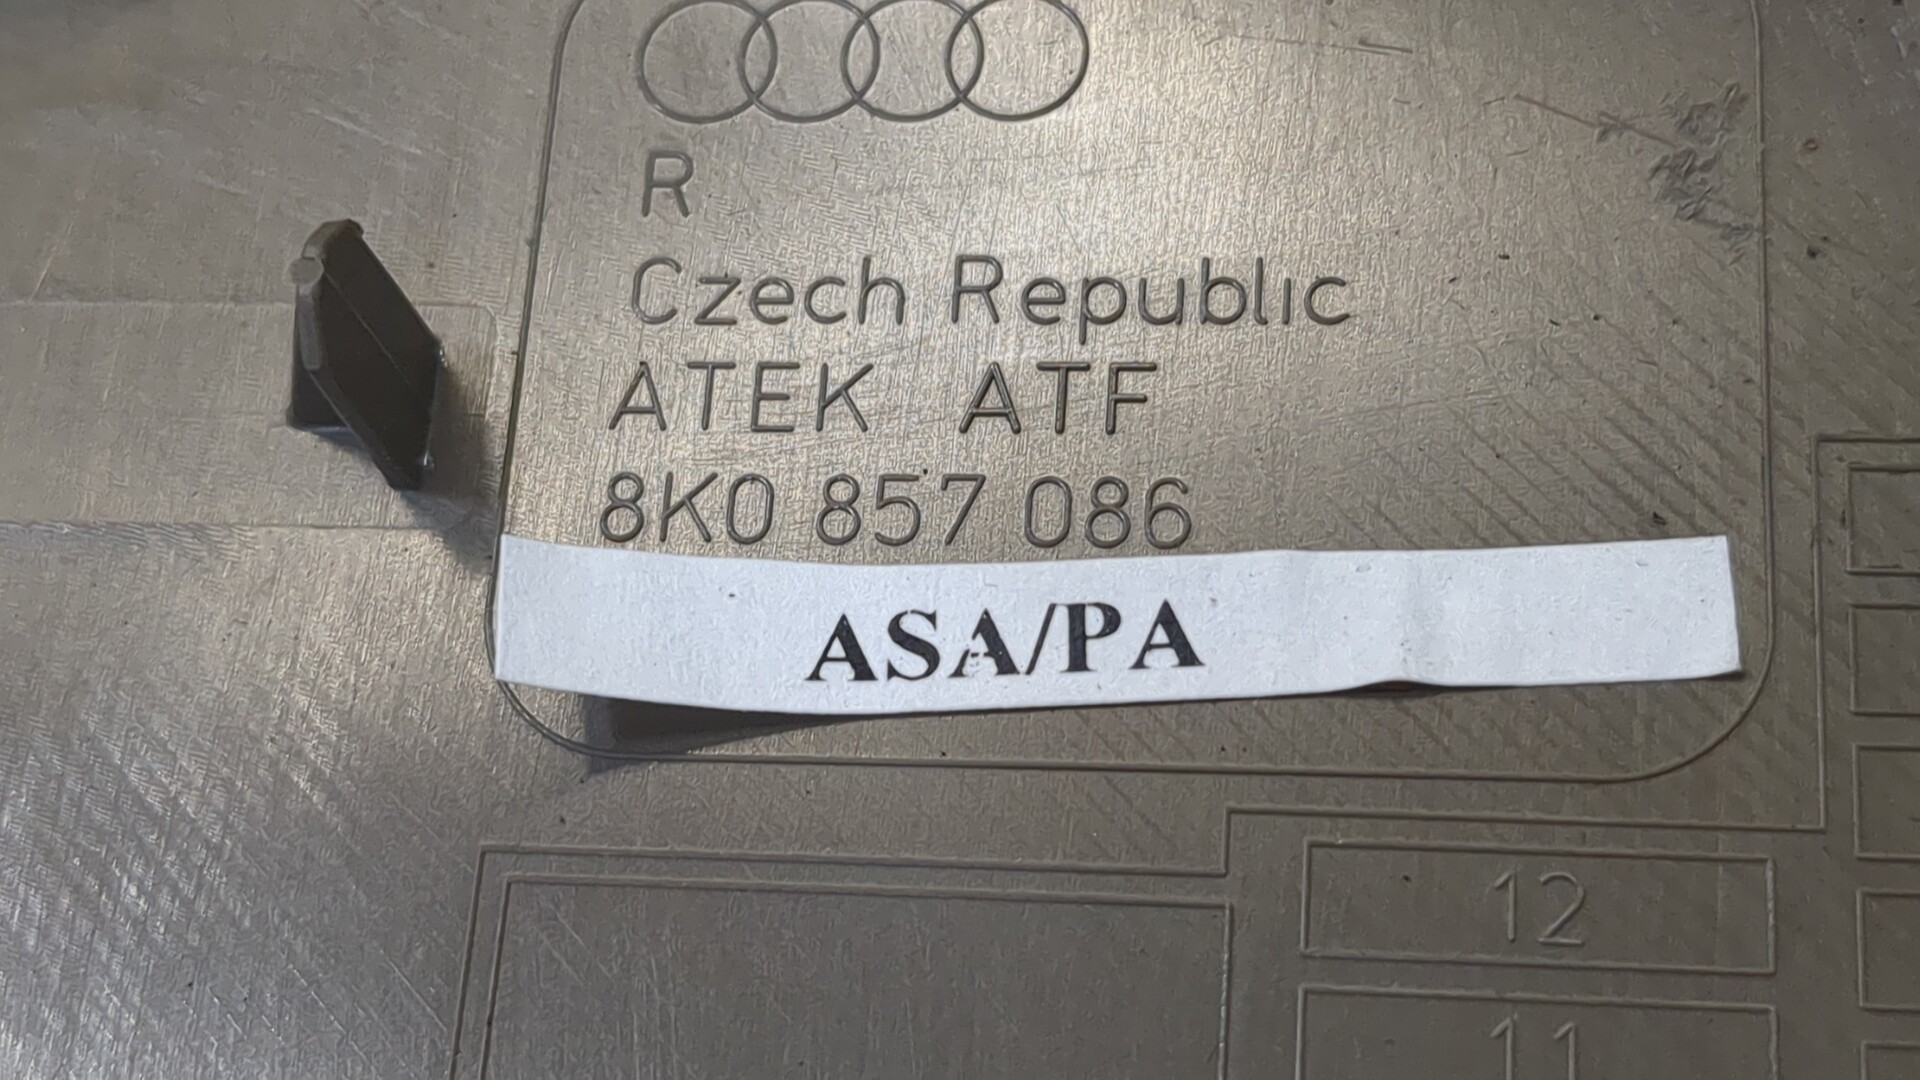 R
Czech Republic
ATEK ATF
8K0 857 086
ASA/PA
12
11